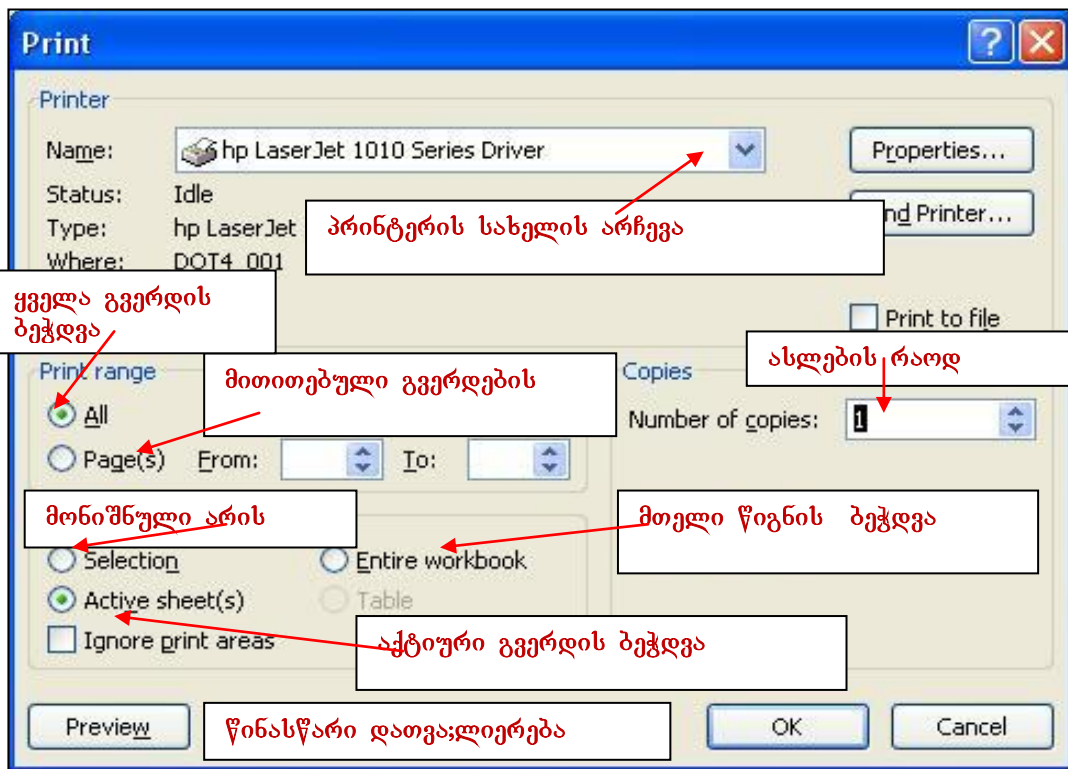 Print
Printer
Name:
hp LaserJet 1010 Series Driver
Properties...
Status:
Idle
Type:
hp LaserJet
Printer...
პრინტერის სახელის არჩევა
Where:
DOT4_001
ყველა გვერდის
ბეჭდვა
Print to file
ასლების რაოდ
Print range
მითითებული გვერდების
Copies
All
Number of copies:
1
Page(s)
From:
To:
მონიშნული არის
მთელი წიგნის ბეჭდვა
Selection
Entire workbook
Active sheet(s)
Table
Ignore print areas
აქტიური გვერდის ბეჭდვა
Preview
წინასწარი დათვა;ლიერება
OK
Cancel